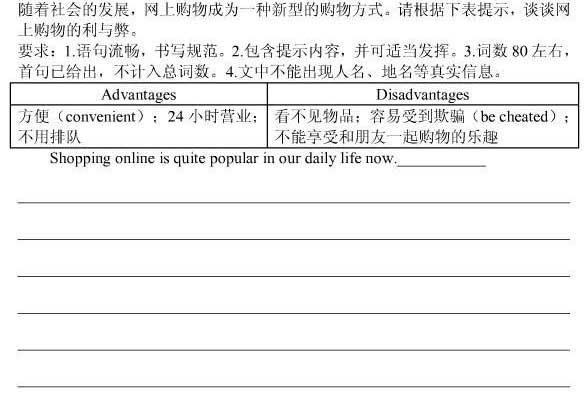 随着社会的发展，网上购物成为一种新型的购物方式。请根据下表提示，谈谈网
上购物的利与弊。
要求：1.语句流畅，书写规范。2.包含提示内容，并可适当发挥。3.词数 80 左右，
首句已给出，不计入总词数。4.文中不能出现人名、地名等真实信息。
Advantages Disadvantages
方便（convenient）；24 小时营业； 看不见物品；容易受到欺骗（be cheated）；
不用排队 不能享受和朋友一起购物的乐趣
Shopping online is quite popular in our daily life now.